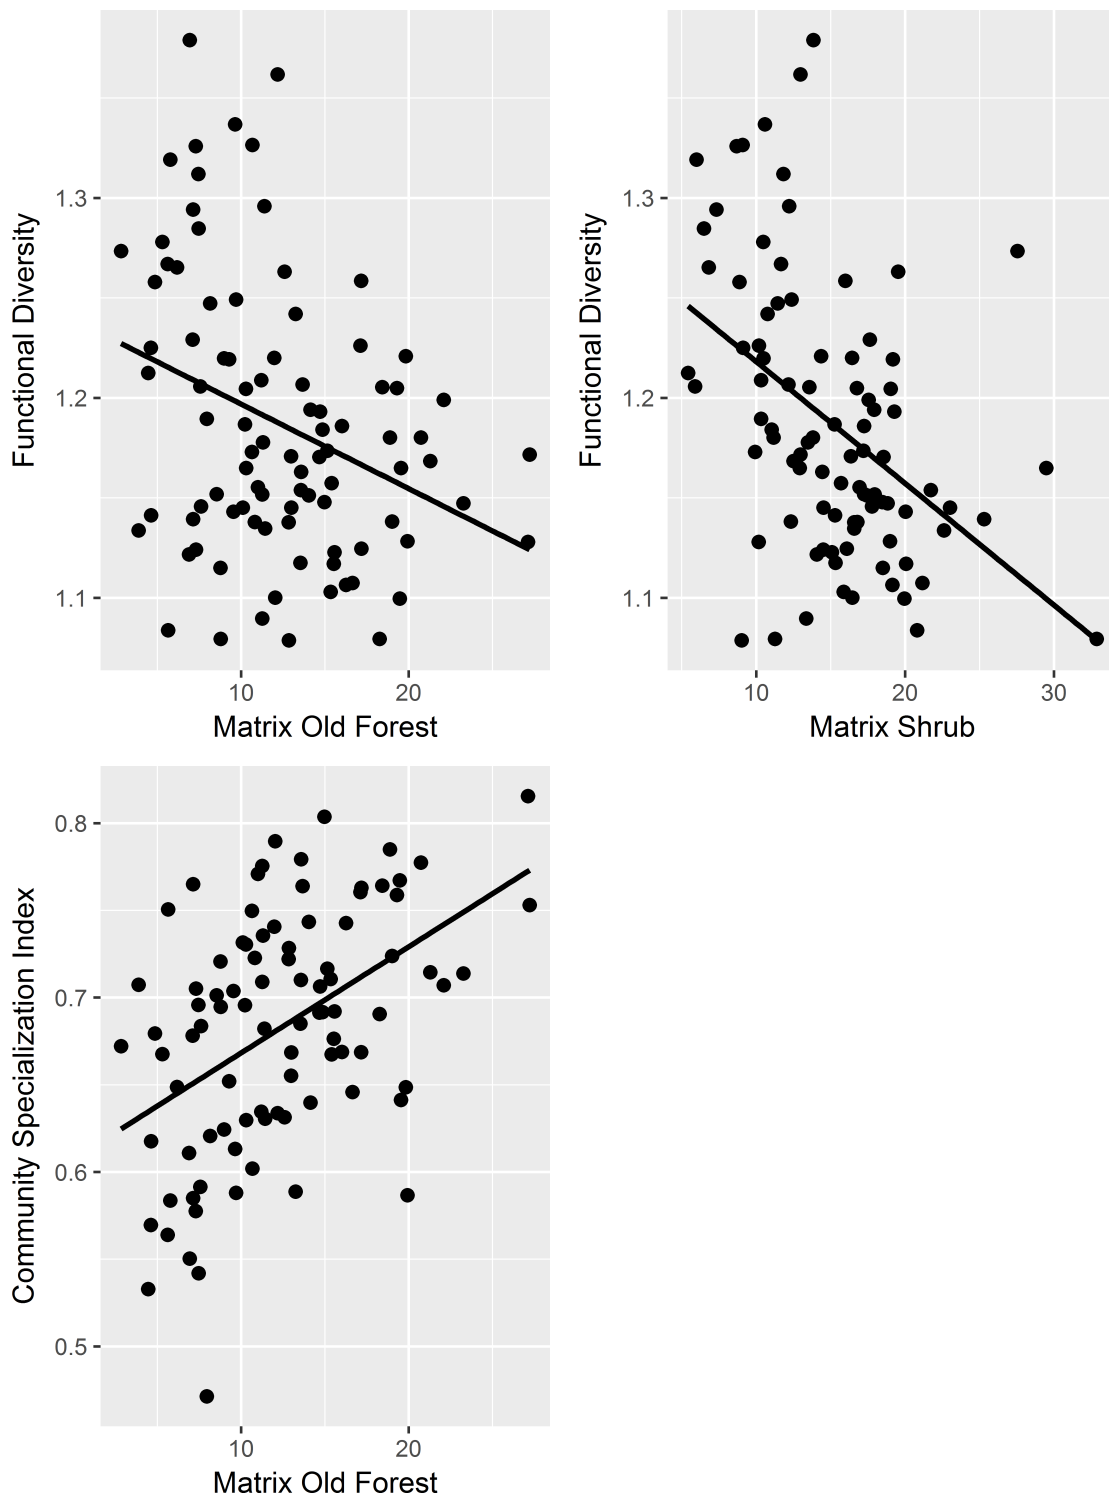 Functional Diversity
1.3
1.2
1.1
10 20
Matrix Old Forest
Functional Diversity
1.3
1.2
1.1
10 20 30
Matrix Shrub
Community Specialization Index
0.8
0.7
0.6
0.5
10 20
Matrix Old Forest